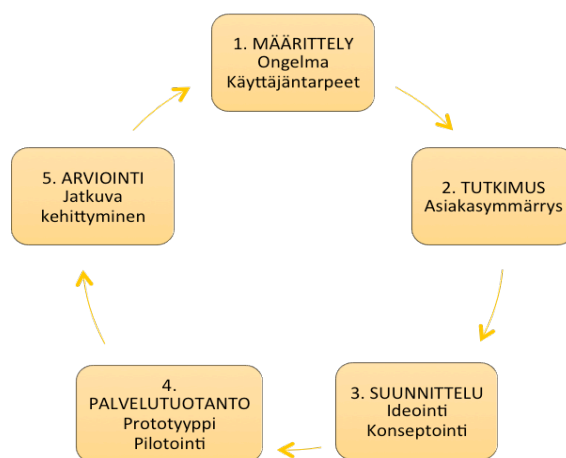 1. MÄÄRITTELY
Ongelma
Käyttäjäntarpeet
2. TUTKIMUS
Asiakasymmärrys
3. SUUNNITTELU
Ideointi
Konseptointi
4.
PALVELUTUOTANTO
Prototyyppi
Pilotointi
5. ARVIOINTI
Jatkuva
kehittyminen